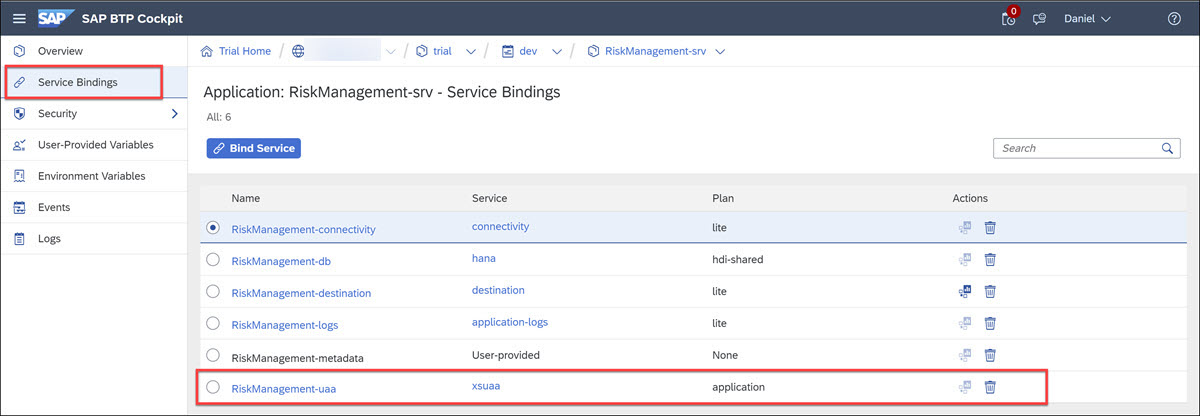 SAP SAP BTP Cockpit 0 Daniel
Overview
Service Bindings
Security
User-Provided Variables
Environment Variables
Events
Logs
Trial Home / / trial / dev / RiskManagement-srv
Application: RiskManagement-srv - Service Bindings
All: 6
Bind Service Search
Name Service Plan Actions
RiskManagement-connectivity connectivity lite
RiskManagement-db hana hdi-shared
RiskManagement-destination destination lite
RiskManagement-logs application-logs lite
RiskManagement-metadata User-provided None
RiskManagement-uaa xsuaa application